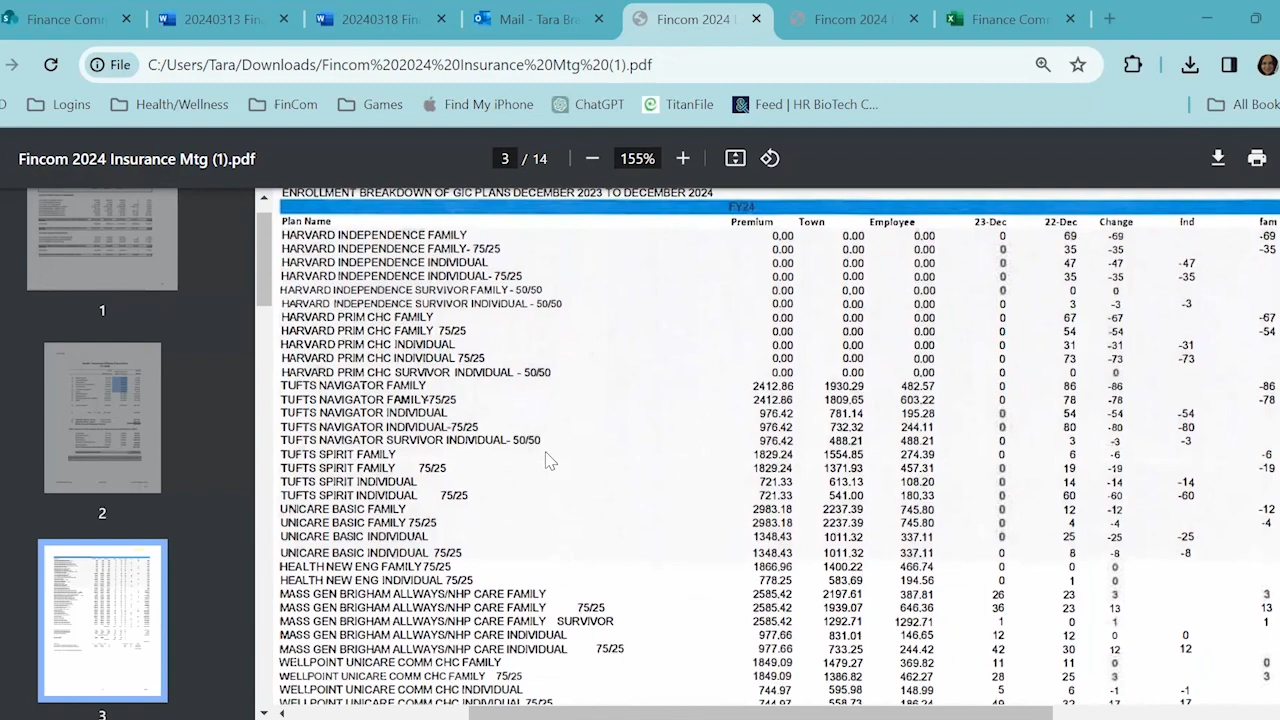 Finance Com
20240313 Fin
20240318 Fin
Mail - Tara Bra
Fincom 2024
Fincom 2024
Finance Com
File C:/Users/Tara/Downloads/Fincom%202024%20Insurance%20Mtg%20(1).pdf
Logins Health/Wellness FinCom Games Find My iPhone ChatGPT TitanFile Feed | HR BioTech C... All Book
Fincom 2024 Insurance Mtg (1).pdf 3 / 14 155%
ENROLLMENT BREAKDOWN OF GIC PLANS DECEMBER 2023 TO DECEMBER 2024
FY24
Plan Name Premium Town Employee 23-Dec 22-Dec Change Ind fam
HARVARD INDEPENDENCE FAMILY 0.00 0.00 0.00 0 69 -69 -69
HARVARD INDEPENDENCE FAMILY- 75/25 0.00 0.00 0.00 0 35 -35 -35
HARVARD INDEPENDENCE INDIVIDUAL 0.00 0.00 0.00 0 47 -47 -47
HARVARD INDEPENDENCE INDIVIDUAL- 75/25 0.00 0.00 0.00 0 35 -35 -35
HARVARD INDEPENDENCE SURVIVOR FAMILY - 50/50 0.00 0.00 0.00 0 0 0
HARVARD INDEPENDENCE SURVIVOR INDIVIDUAL - 50/50 0.00 0.00 0.00 0 3 -3 -3
HARVARD PRIM CHC FAMILY 0.00 0.00 0.00 0 67 -67 -67
HARVARD PRIM CHC FAMILY 75/25 0.00 0.00 0.00 0 54 -54 -54
HARVARD PRIM CHC INDIVIDUAL 0.00 0.00 0.00 0 31 -31 -31
HARVARD PRIM CHC INDIVIDUAL 75/25 0.00 0.00 0.00 0 73 -73 -73
HARVARD PRIM CHC SURVIVOR INDIVIDUAL - 50/50 0.00 0.00 0.00 0 0 0
TUFTS NAVIGATOR FAMILY 2412.86 1930.29 482.57 0 86 -86 -86
TUFTS NAVIGATOR FAMILY-75/25 2412.86 1809.65 603.22 0 78 -78 -78
TUFTS NAVIGATOR INDIVIDUAL 976.42 781.14 195.28 0 54 -54 -54
TUFTS NAVIGATOR INDIVIDUAL-75/25 976.42 732.32 244.11 0 80 -80 -80
TUFTS NAVIGATOR SURVIVOR INDIVIDUAL- 50/50 976.42 488.21 488.21 0 3 -3 -3
TUFTS SPIRIT FAMILY 1829.24 1554.85 274.39 0 6 -6 -6
TUFTS SPIRIT FAMILY 75/25 1829.24 1371.93 457.31 0 19 -19 -19
TUFTS SPIRIT INDIVIDUAL 721.33 613.13 108.20 0 14 -14 -14
TUFTS SPIRIT INDIVIDUAL 75/25 721.33 541.00 180.33 0 60 -60 -60
UNICARE BASIC FAMILY 2983.18 2237.39 745.80 0 12 -12 -12
UNICARE BASIC FAMILY 75/25 2983.18 2237.39 745.80 0 4 -4 -4
UNICARE BASIC INDIVIDUAL 1348.43 1011.32 337.11 0 25 -25 -25
UNICARE BASIC INDIVIDUAL 75/25 1348.43 1011.32 337.11 0 8 -8 -8
HEALTH NEW ENG FAMILY 75/25 1866.96 1400.22 466.74 0 0 0
HEALTH NEW ENG INDIVIDUAL 75/25 778.25 583.69 194.56 0 1 0
MASS GEN BRIGHAM ALLWAYS/NHP CARE FAMILY 2585.42 2197.61 387.81 26 23 3 3
MASS GEN BRIGHAM ALLWAYS/NHP CARE FAMILY 75/25 2585.42 1939.07 646.36 36 23 13 13
MASS GEN BRIGHAM ALLWAYS/NHP CARE FAMILY SURVIVOR 2585.42 1292.71 1292.71 1 0 1 1
MASS GEN BRIGHAM ALLWAYS/NHP CARE INDIVIDUAL 977.66 831.01 146.65 12 12 0 0
MASS GEN BRIGHAM ALLWAYS/NHP CARE INDIVIDUAL 75/25 977.66 733.25 244.42 42 30 12 12
WELLPOINT UNICARE COMM CHC FAMILY 1849.09 1479.27 369.82 11 11 0 0
WELLPOINT UNICARE COMM CHC FAMILY 75/25 1849.09 1386.82 462.27 28 25 3 3
WELLPOINT UNICARE COMM CHC INDIVIDUAL 744.97 595.98 148.99 5 6 -1 -1
WELLPOINT UNICARE COMM CHC INDIVIDUAL 75/25 744.97 558.73 186.24 49 32 17 17
1
2
3